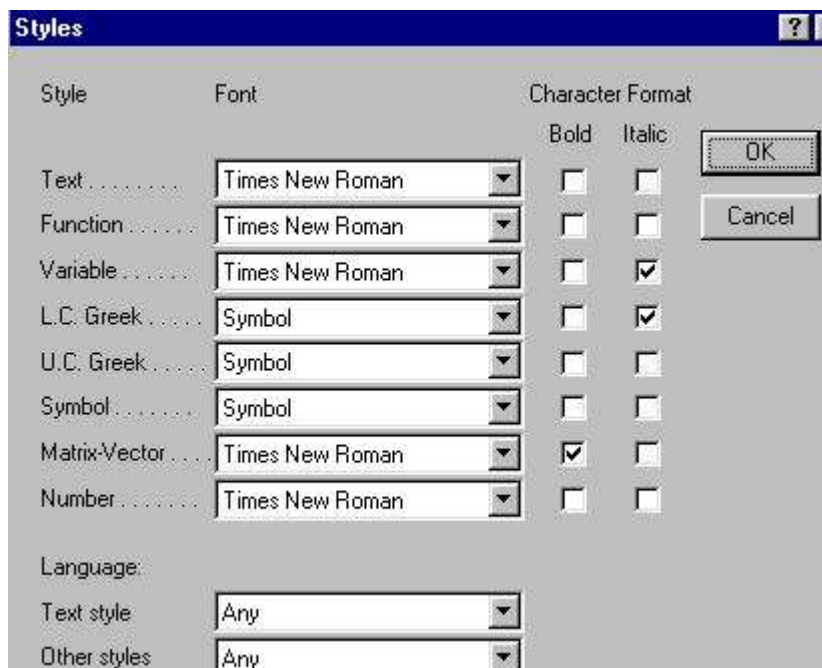 Styles ?
Style Font Character Format
Bold Italic
OK
Text . . . . . . . . Times New Roman
Function . . . . . . Times New Roman
Cancel
Variable . . . . . . Times New Roman
L.C. Greek . . . . . Symbol
U.C. Greek . . . . . Symbol
Symbol . . . . . . . Symbol
Matrix-Vector . . . . Times New Roman
Number . . . . . . . Times New Roman
Language:
Text style Any
Other styles Any